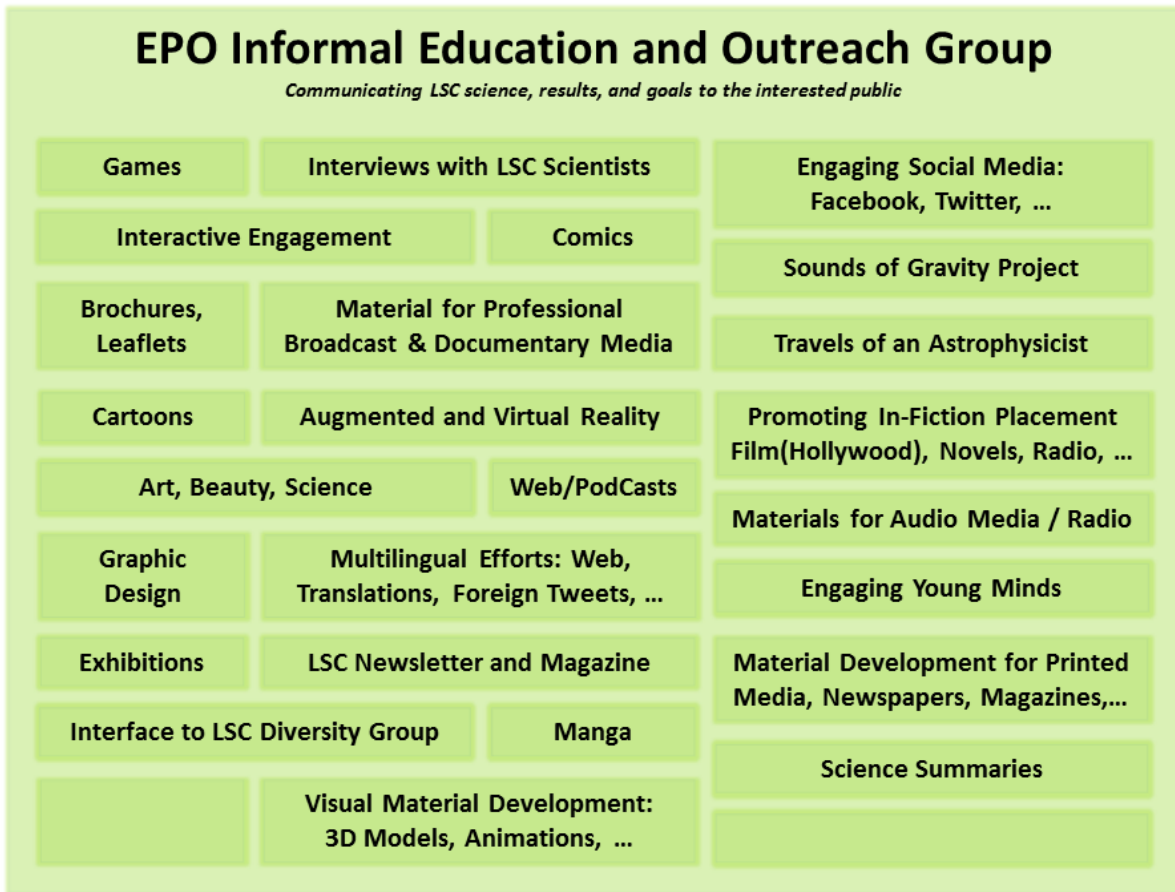 EPO Informal Education and Outreach Group
Communicating LSC science, results, and goals to the interested public
Games
Interviews with LSC Scientists
Interactive Engagement
Comics
Brochures,
Leaflets
Material for Professional
Broadcast & Documentary Media
Cartoons
Augmented and Virtual Reality
Art, Beauty, Science
Web/PodCasts
Graphic
Design
Multilingual Efforts: Web,
Translations, Foreign Tweets, ...
Exhibitions
LSC Newsletter and Magazine
Interface to LSC Diversity Group
Manga
Visual Material Development:
3D Models, Animations, ...
Engaging Social Media:
Facebook, Twitter, ...
Sounds of Gravity Project
Travels of an Astrophysicist
Promoting In-Fiction Placement
Film(Hollywood), Novels, Radio, ...
Materials for Audio Media / Radio
Engaging Young Minds
Material Development for Printed
Media, Newspapers, Magazines,...
Science Summaries